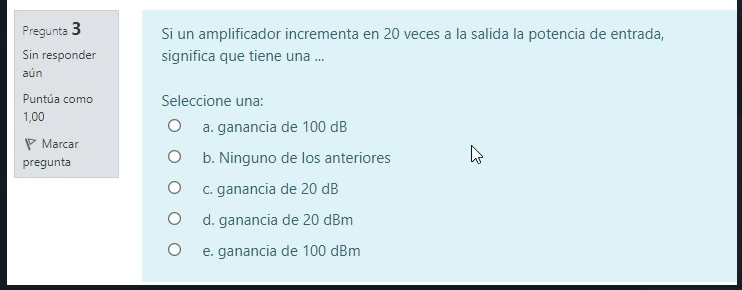 Pregunta 3
Sin responder
aún
Puntúa como
1,00
Marcar
pregunta
Si un amplificador incrementa en 20 veces a la salida la potencia de entrada,
significa que tiene una ...
Seleccione una:
a. ganancia de 100 dB
b. Ninguno de los anteriores
c. ganancia de 20 dB
d. ganancia de 20 dBm
e. ganancia de 100 dBm